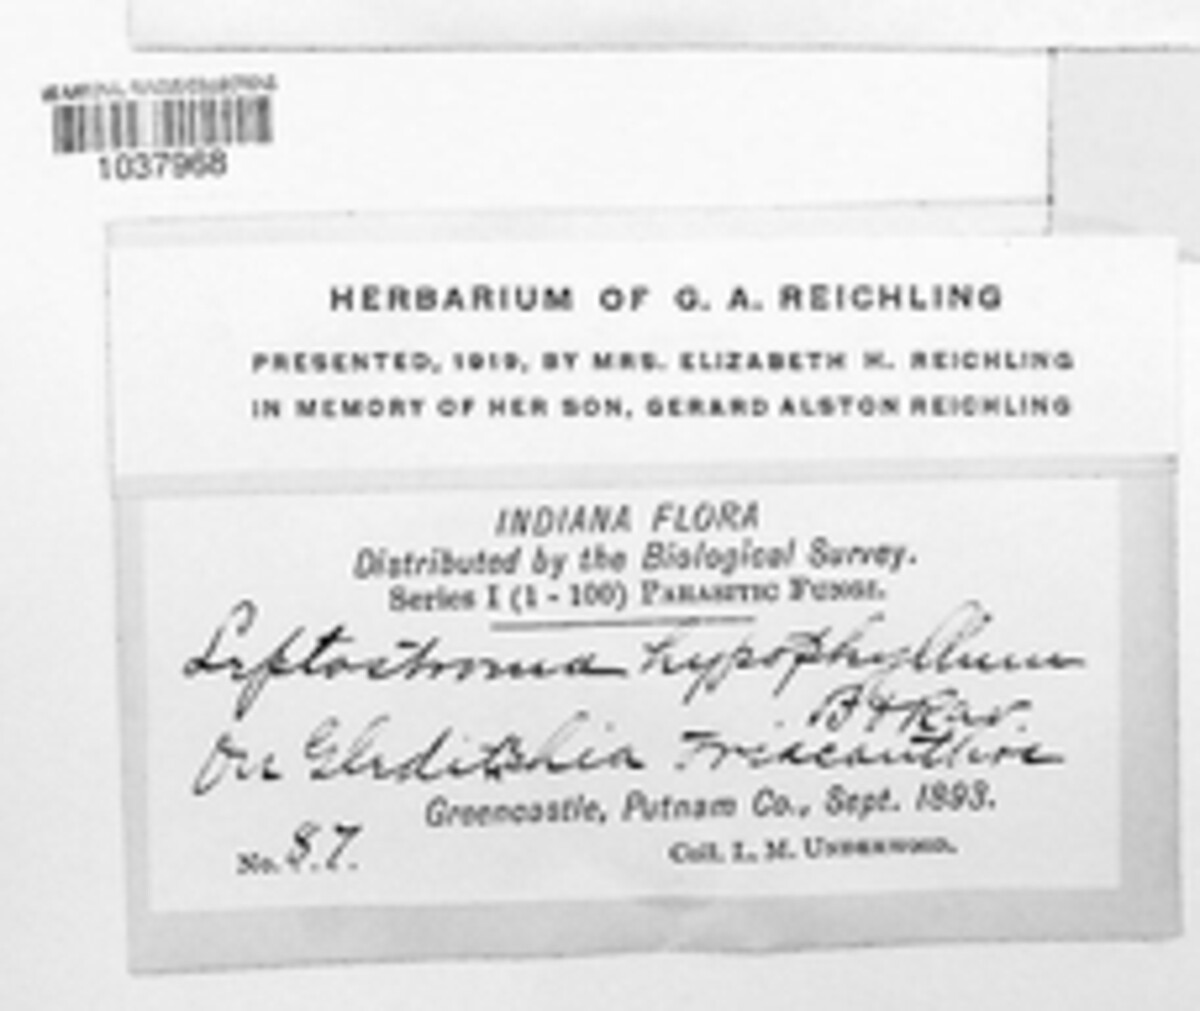 1037968
HERBARIUM OF G. A. REICHLING
PRESENTED, 1919, BY MRS. ELIZABETH H. REICHLING
IN MEMORY OF HER SON, GERARD ALSTON REICHLING
INDIANA FLORA
Distributed by the Biological Survey.
Series I (1 - 100) PARASITIC FUNGI.
Leptostroma hypophyllum
B & Rav.
On Gleditschia Triacanthos
Greencastle, Putnam Co., Sept. 1893.
No. 87.
Coll. L. M. UNDERWOOD.